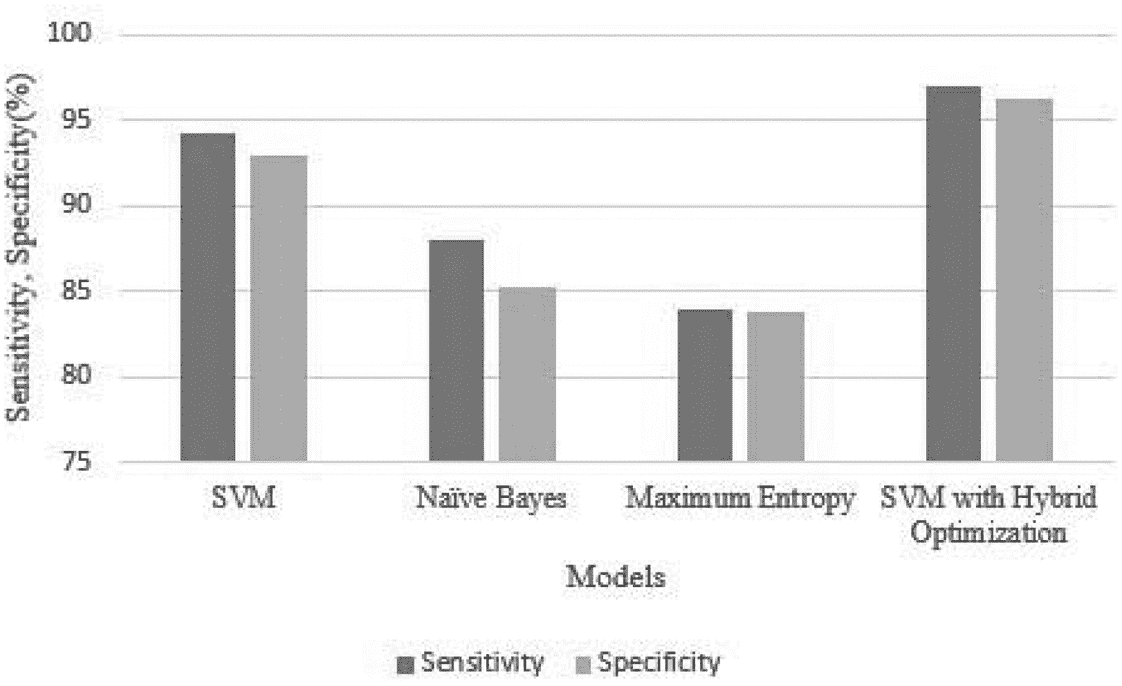 Sensitivity, Specificity(%)
100
95
90
85
80
75
SVM
Naïve Bayes
Maximum Entropy
SVM with Hybrid
Optimization
Models
Sensitivity
Specificity